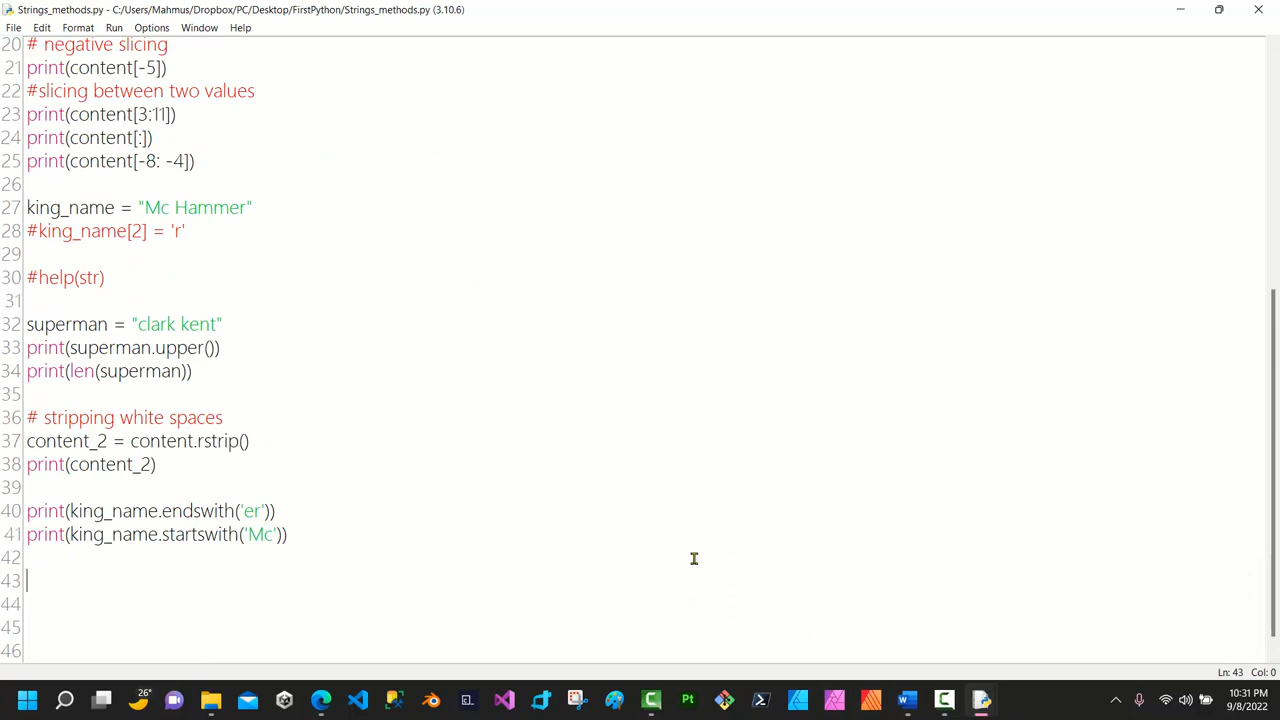 Strings_methods.py - C:/Users/Mahmus/Dropbox/PC/Desktop/FirstPython/Strings_methods.py (3.10.6)
File Edit Format Run Options Window Help
20 # negative slicing
21 print(content[-5])
22 #slicing between two values
23 print(content[3:11])
24 print(content[:])
25 print(content[-8: -4])
26
27 king_name = "Mc Hammer"
28 #king_name[2] = 'r'
29
30 #help(str)
31
32 superman = "clark kent"
33 print(superman.upper())
34 print(len(superman))
35
36 # stripping white spaces
37 content_2 = content.rstrip()
38 print(content_2)
39
40 print(king_name.endswith('er'))
41 print(king_name.startswith('Mc'))
42
43
44
45
46
Ln: 43 Col: 0
26°
Pt
10:31 PM
9/8/2022